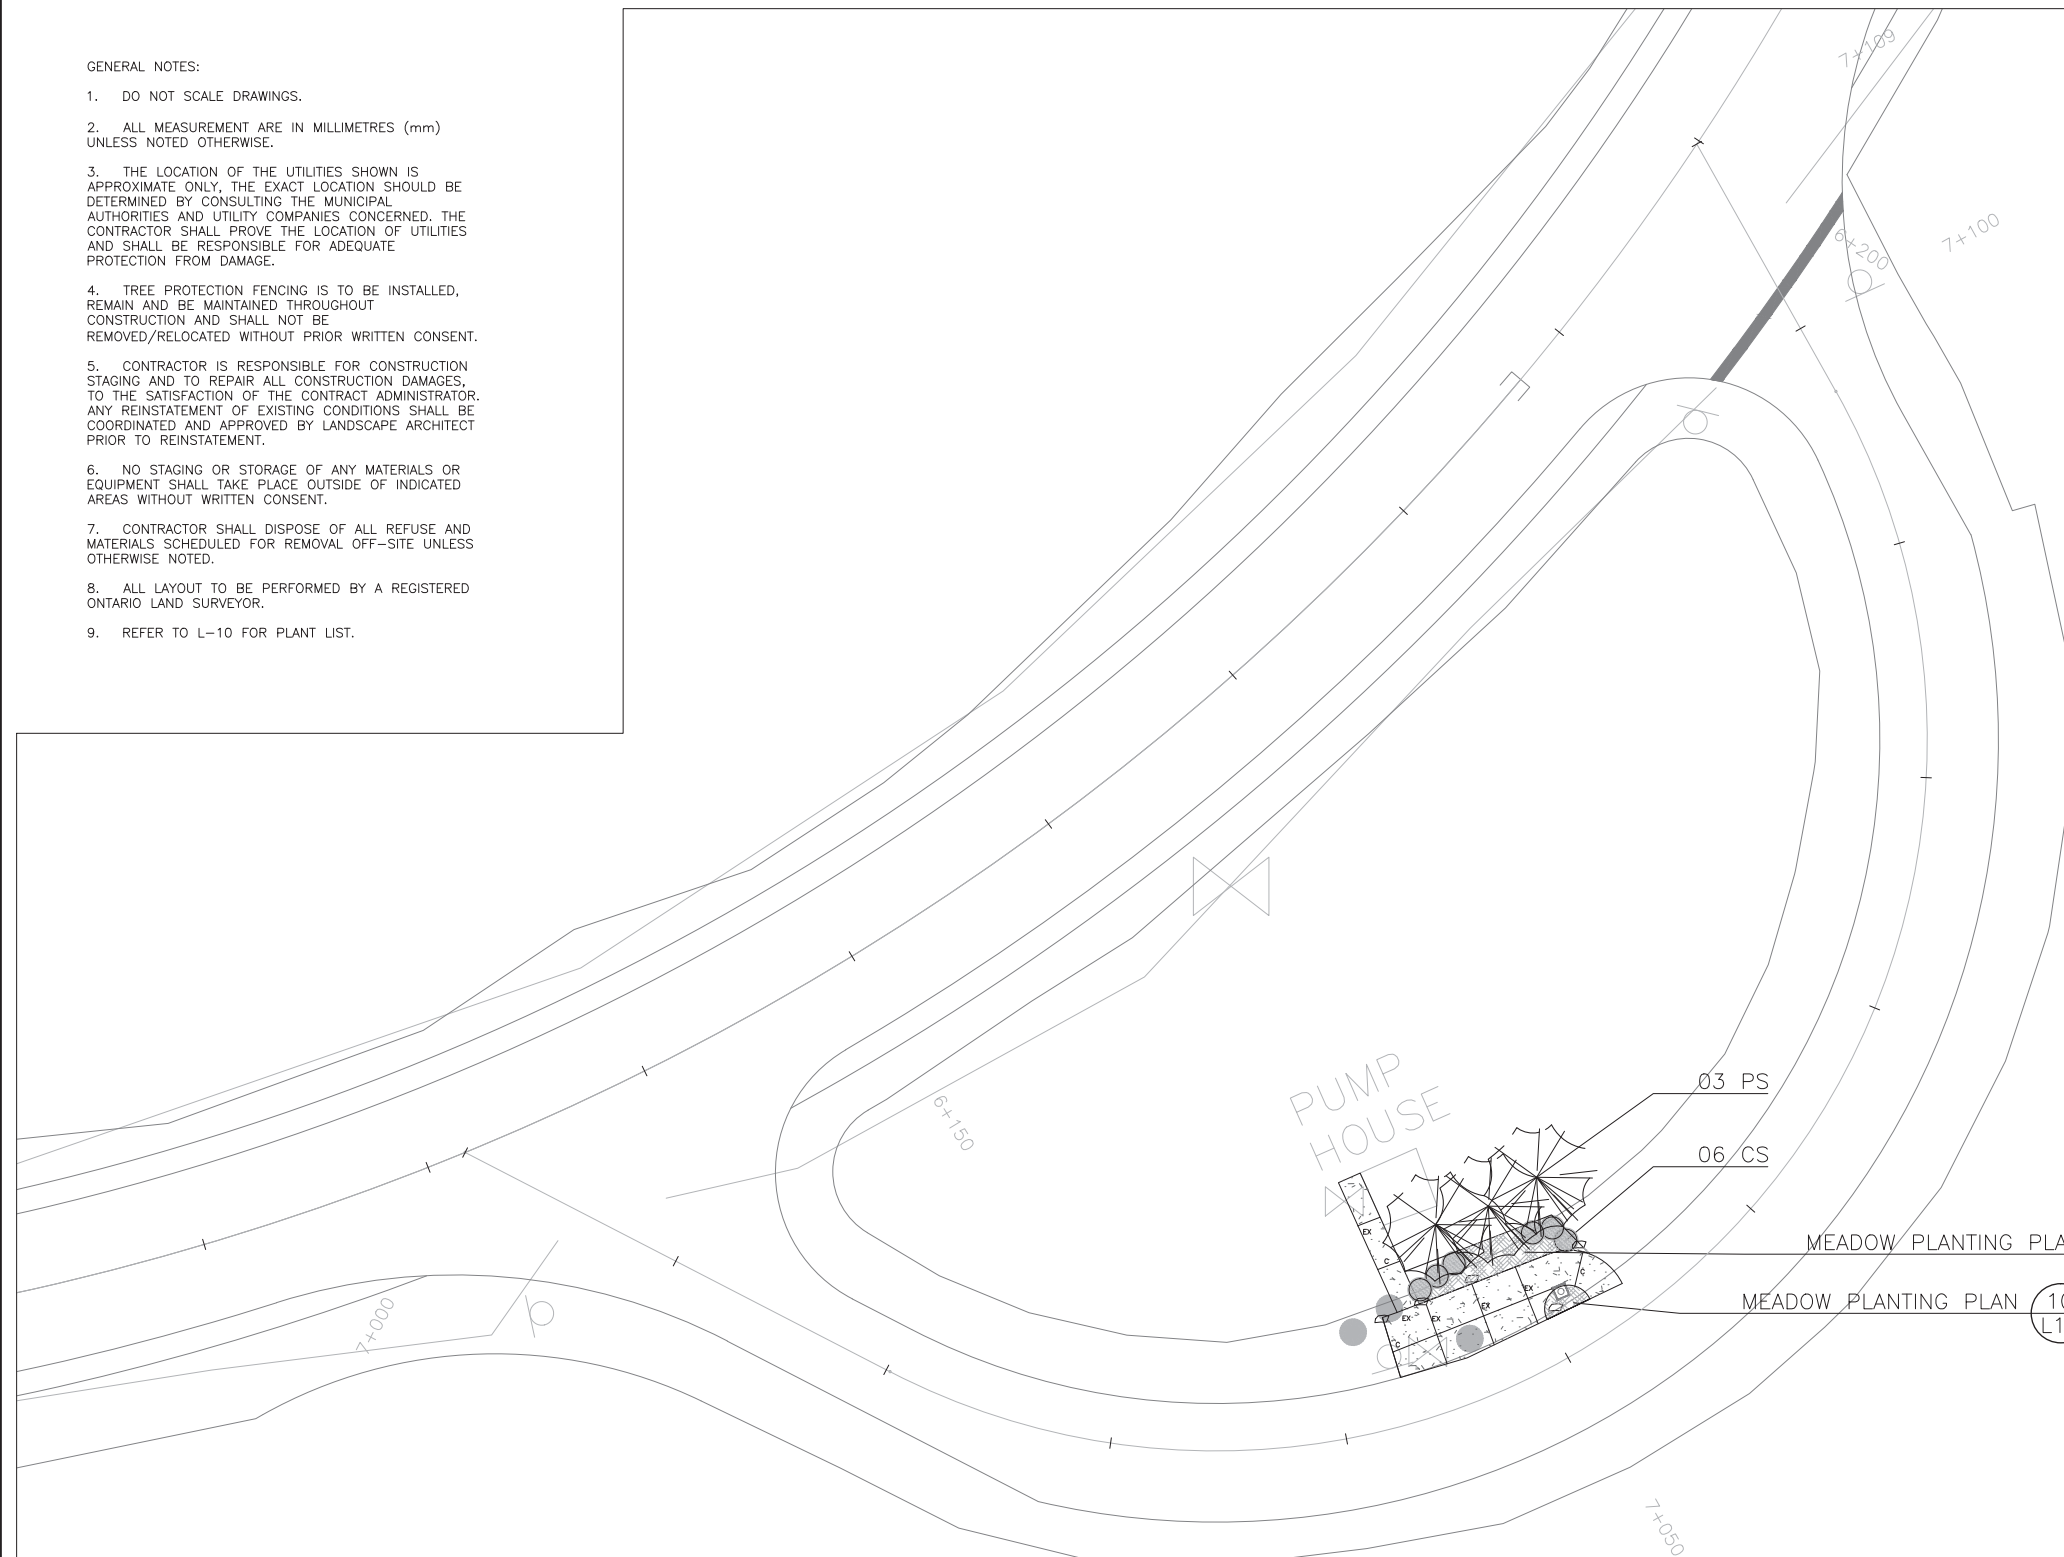 GENERAL NOTES:
1. DO NOT SCALE DRAWINGS.
2. ALL MEASUREMENT ARE IN MILLIMETRES (mm)
UNLESS NOTED OTHERWISE.
3. THE LOCATION OF THE UTILITIES SHOWN IS
APPROXIMATE ONLY, THE EXACT LOCATION SHOULD BE
DETERMINED BY CONSULTING THE MUNICIPAL
AUTHORITIES AND UTILITY COMPANIES CONCERNED. THE
CONTRACTOR SHALL PROVE THE LOCATION OF UTILITIES
AND SHALL BE RESPONSIBLE FOR ADEQUATE
PROTECTION FROM DAMAGE.
4. TREE PROTECTION FENCING IS TO BE INSTALLED,
REMAIN AND BE MAINTAINED THROUGHOUT
CONSTRUCTION AND SHALL NOT BE
REMOVED/RELOCATED WITHOUT PRIOR WRITTEN CONSENT.
5. CONTRACTOR IS RESPONSIBLE FOR CONSTRUCTION
STAGING AND TO REPAIR ALL CONSTRUCTION DAMAGES,
TO THE SATISFACTION OF THE CONTRACT ADMINISTRATOR.
ANY REINSTATEMENT OF EXISTING CONDITIONS SHALL BE
COORDINATED AND APPROVED BY LANDSCAPE ARCHITECT
PRIOR TO REINSTATEMENT.
6. NO STAGING OR STORAGE OF ANY MATERIALS OR
EQUIPMENT SHALL TAKE PLACE OUTSIDE OF INDICATED
AREAS WITHOUT WRITTEN CONSENT.
7. CONTRACTOR SHALL DISPOSE OF ALL REFUSE AND
MATERIALS SCHEDULED FOR REMOVAL OFF-SITE UNLESS
OTHERWISE NOTED.
8. ALL LAYOUT TO BE PERFORMED BY A REGISTERED
ONTARIO LAND SURVEYOR.
9. REFER TO L-10 FOR PLANT LIST.
7+109
6+200
7+100
PUMP
HOUSE
6+150
03 PS
06 CS
MEADOW PLANTING PLA
MEADOW PLANTING PLAN
10
L1
EX
C
EX
EX
EX
EX
C
C
7+000
7+050